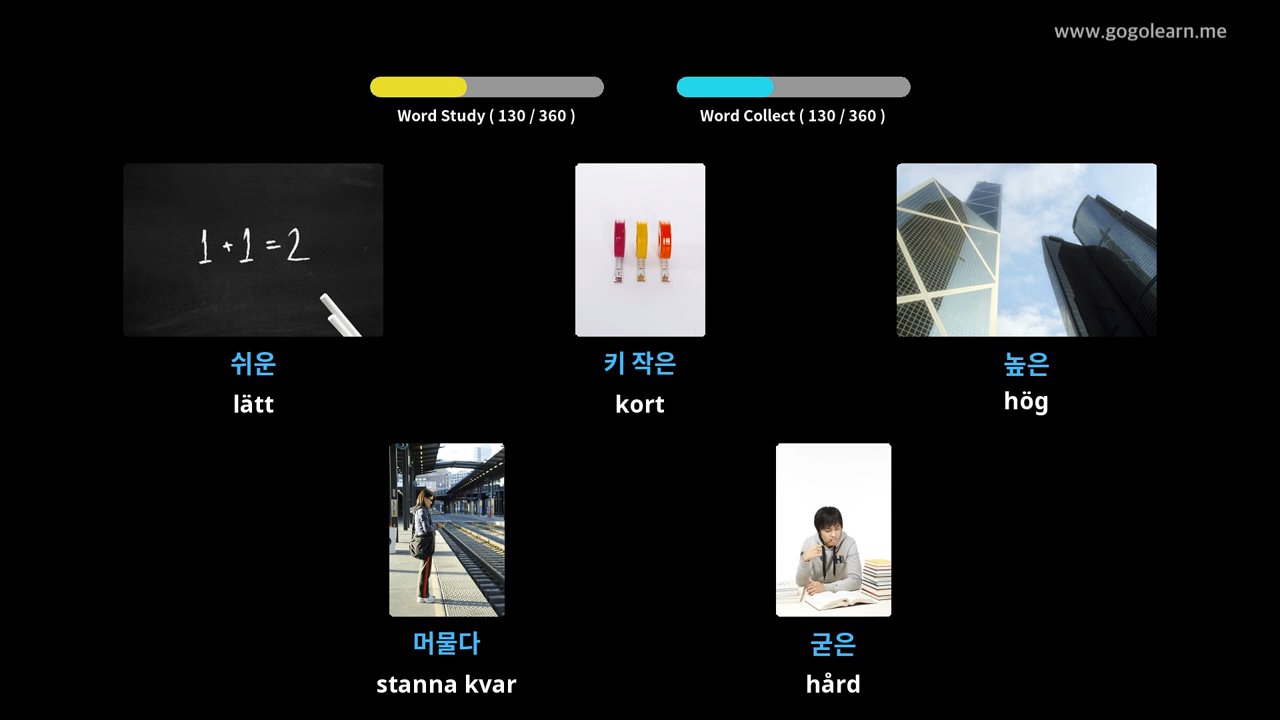 www.gogolearn.me
Word Study ( 130 / 360 )
Word Collect ( 130 / 360 )
1 + 1 = 2
쉬운
lätt
키 작은
kort
높은
hög
머물다
stanna kvar
굳은
hård